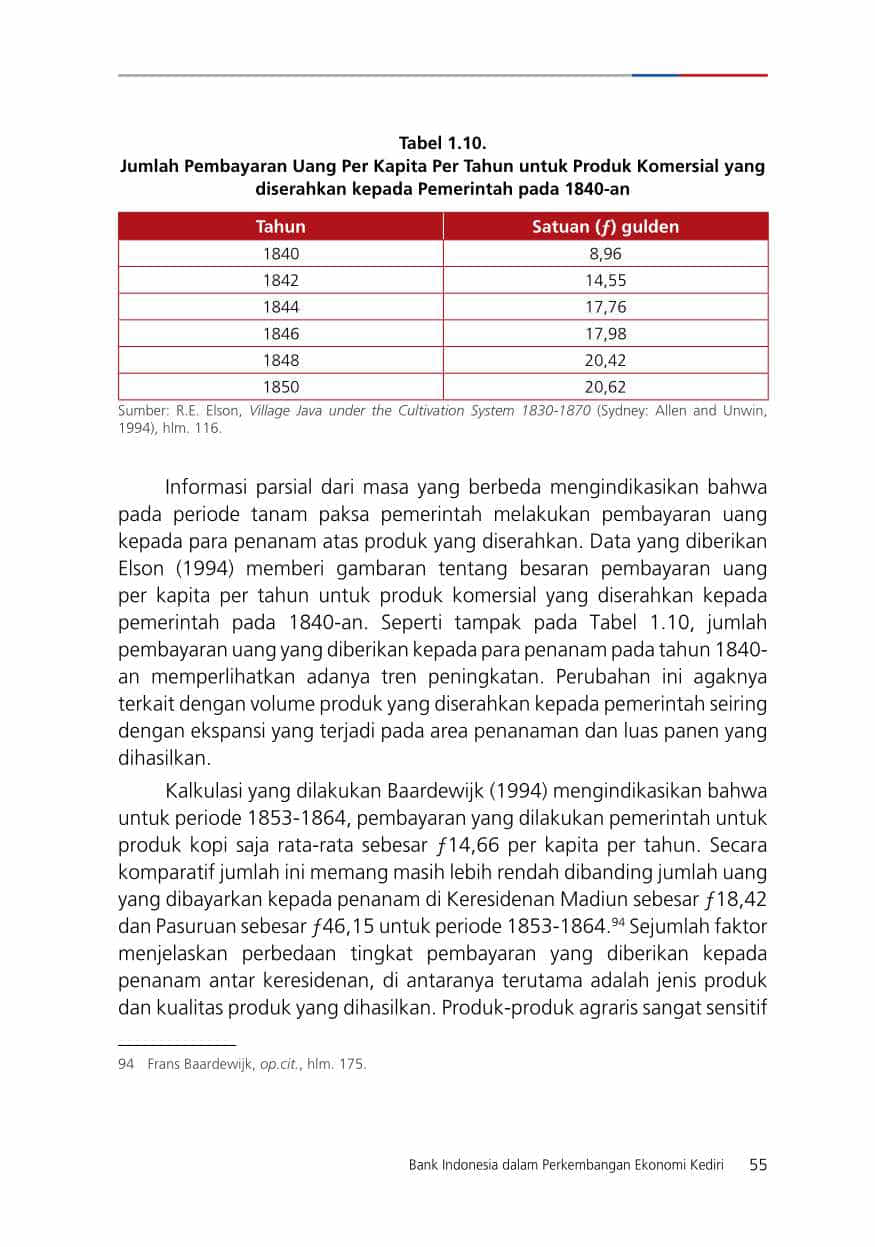 Tabel 1.10.
Jumlah Pembayaran Uang Per Kapita Per Tahun untuk Produk Komersial yang
diserahkan kepada Pemerintah pada 1840-an
Tahun Satuan (ƒ) gulden
1840 8,96
1842 14,55
1844 17,76
1846 17,98
1848 20,42
1850 20,62
Sumber: R.E. Elson, Village Java under the Cultivation System 1830-1870 (Sydney: Allen and Unwin,
1994), hlm. 116.
Informasi parsial dari masa yang berbeda mengindikasikan bahwa
pada periode tanam paksa pemerintah melakukan pembayaran uang
kepada para penanam atas produk yang diserahkan. Data yang diberikan
Elson (1994) memberi gambaran tentang besaran pembayaran uang
per kapita per tahun untuk produk komersial yang diserahkan kepada
pemerintah pada 1840-an. Seperti tampak pada Tabel 1.10, jumlah
pembayaran uang yang diberikan kepada para penanam pada tahun 1840-
an memperlihatkan adanya tren peningkatan. Perubahan ini agaknya
terkait dengan volume produk yang diserahkan kepada pemerintah seiring
dengan ekspansi yang terjadi pada area penanaman dan luas panen yang
dihasilkan.
Kalkulasi yang dilakukan Baardewijk (1994) mengindikasikan bahwa
untuk periode 1853-1864, pembayaran yang dilakukan pemerintah untuk
produk kopi saja rata-rata sebesar ƒ14,66 per kapita per tahun. Secara
komparatif jumlah ini memang masih lebih rendah dibanding jumlah uang
yang dibayarkan kepada penanam di Keresidenan Madiun sebesar ƒ18,42
dan Pasuruan sebesar ƒ46,15 untuk periode 1853-1864.94 Sejumlah faktor
menjelaskan perbedaan tingkat pembayaran yang diberikan kepada
penanam antar keresidenan, di antaranya terutama adalah jenis produk
dan kualitas produk yang dihasilkan. Produk-produk agraris sangat sensitif
94 Frans Baardewijk, op.cit., hlm. 175.
Bank Indonesia dalam Perkembangan Ekonomi Kediri 55